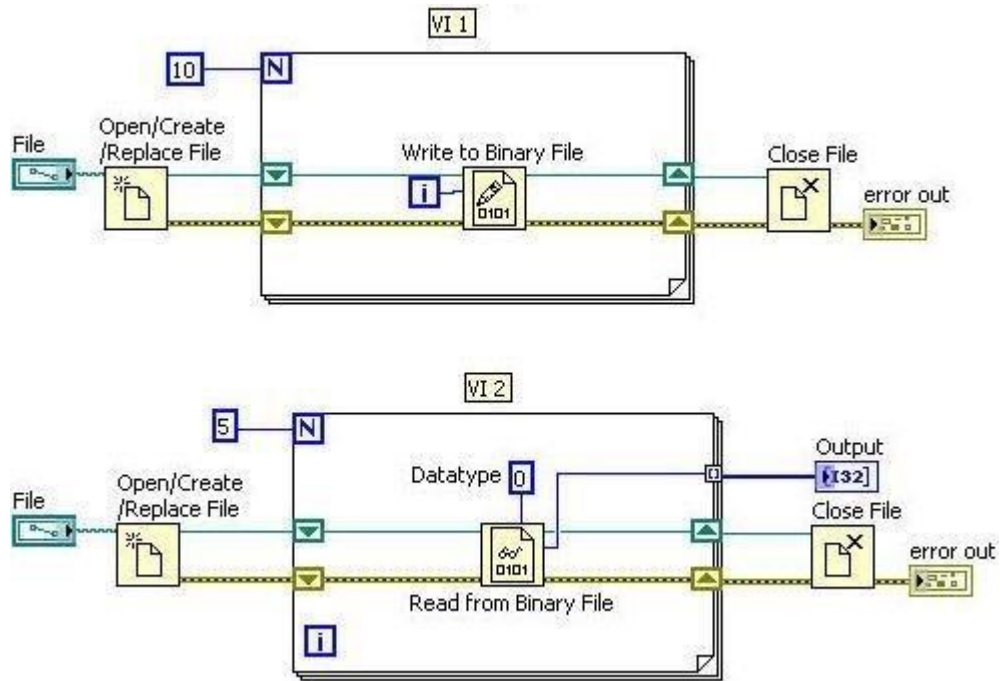 VI 1
10
N
Open/Create
/Replace File
File
Write to Binary File
i
0101
Close File
error out
VI 2
5
N
Output
I32]
Datatype 0
Open/Create
/Replace File
File
Close File
0101
error out
Read from Binary File
i